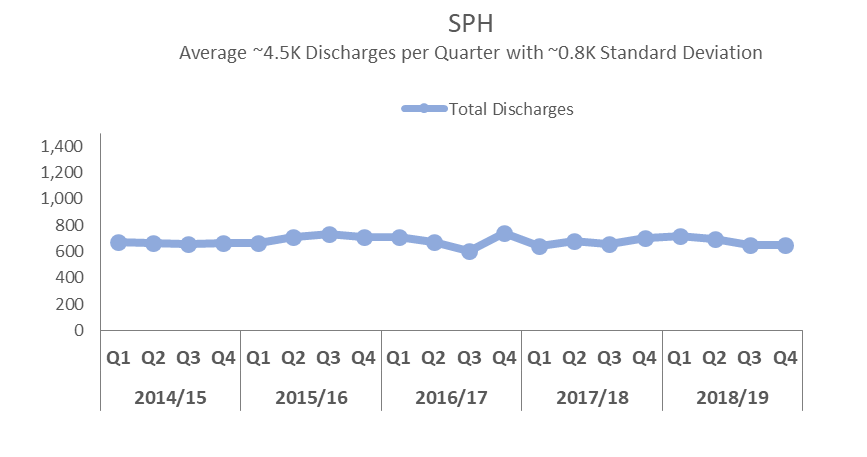 SPH
Average ~4.5K Discharges per Quarter with ~0.8K Standard Deviation
Total Discharges
1,400
1,200
1,000
800
600
400
200
0
Q1 Q2 Q3 Q4 Q1 Q2 Q3 Q4 Q1 Q2 Q3 Q4 Q1 Q2 Q3 Q4 Q1 Q2 Q3 Q4
2014/15 2015/16 2016/17 2017/18 2018/19